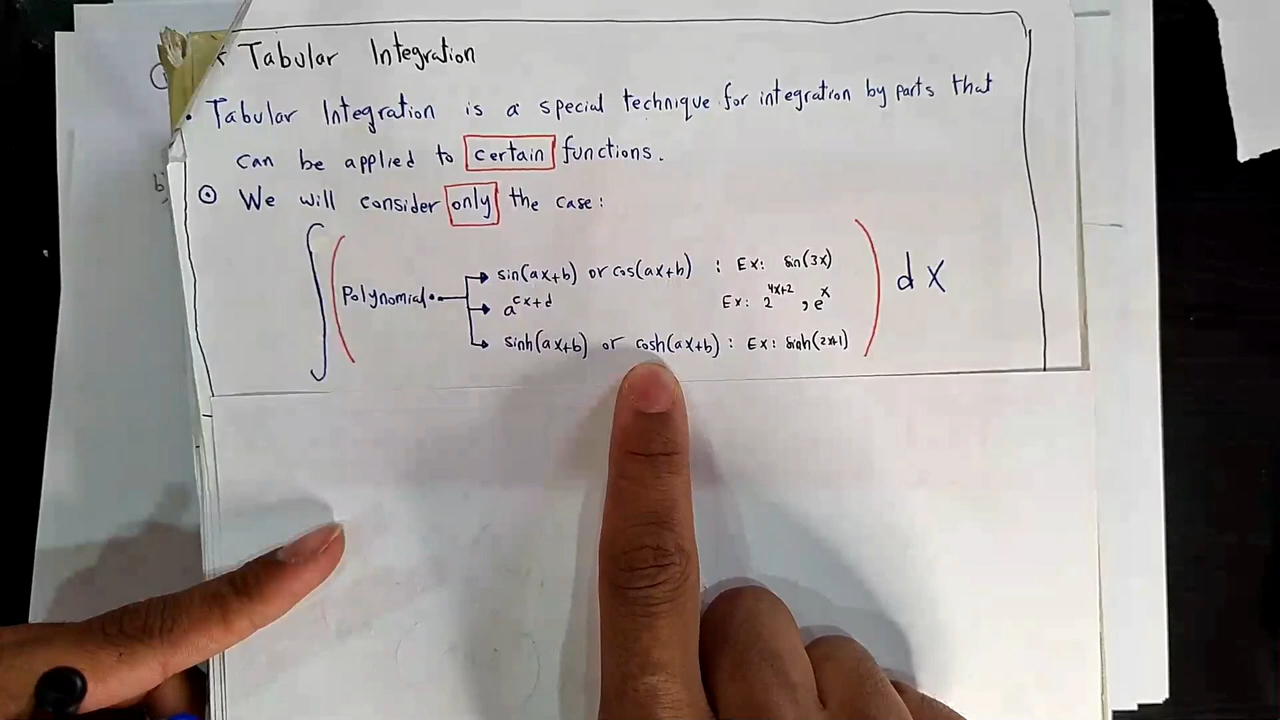 Tabular Integration
• Tabular Integration is a special technique for integration by parts that
can be applied to certain functions.
⊙ We will consider only the case:
∫ ( Polynomial • → sin(ax+b) or cos(ax+b) : Ex: sin(3x)
→ a^{cx+d} Ex: 2^{4x+2}, e^x
→ sinh(ax+b) or cosh(ax+b) : Ex: sinh(2x+1) ) dx
b